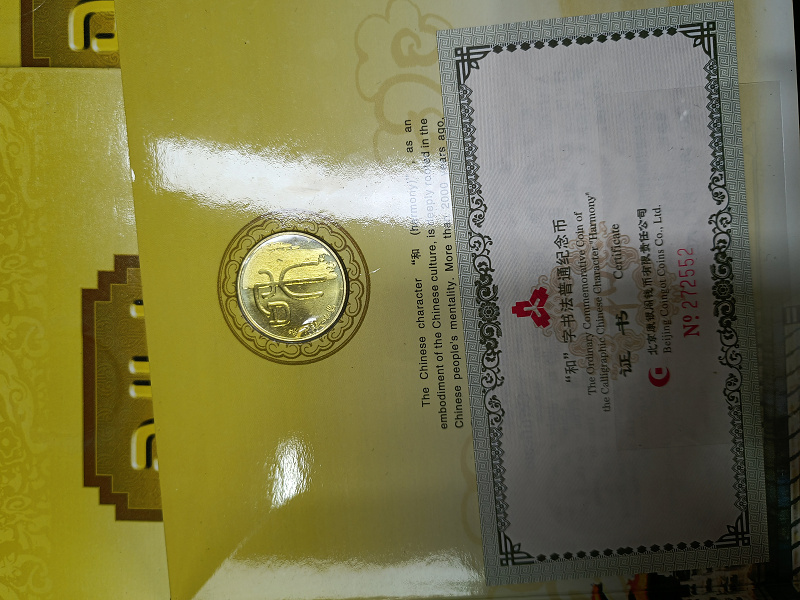 The Chinese character "和 (harmony)", as an
embodiment of the Chinese culture, is deeply rooted in the
Chinese people's mentality. More than 2000 years ago,
"和"字书法普通纪念币
The Ordinary Commemorative Coin of
the Calligraphic Chinese Character"Harmony"
证 书 Certificate
北京康银阁钱币有限责任公司
Beijing Congot Coins Co., Ltd.
No 272552